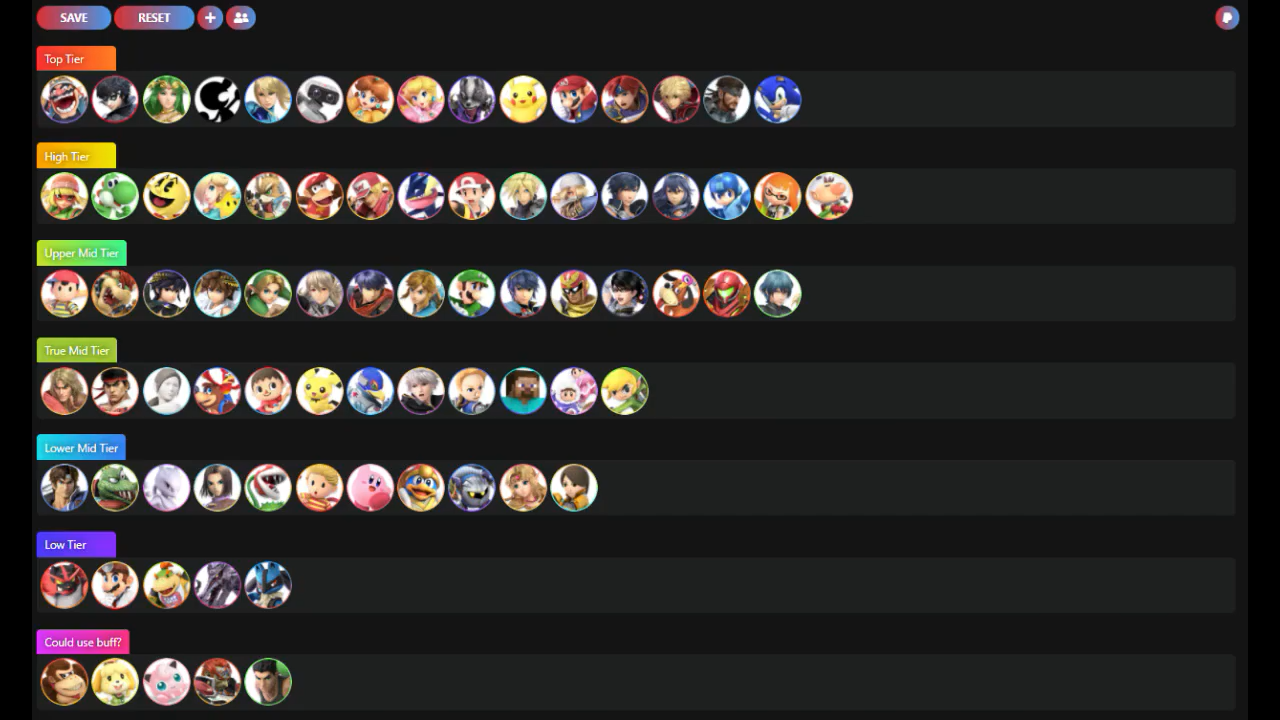 SAVE RESET
Top Tier
High Tier
Upper Mid Tier
True Mid Tier
Lower Mid Tier
Low Tier
Could use buff?